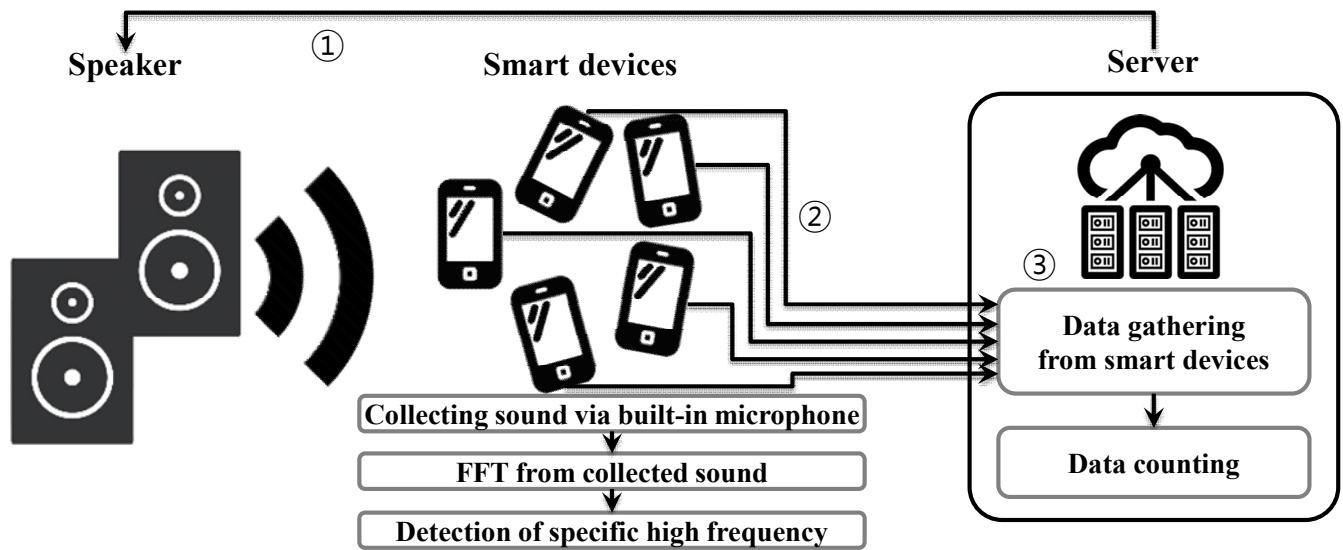 ①
Speaker
Smart devices
Server
②
③
Data gathering
from smart devices
Data counting
Collecting sound via built-in microphone
FFT from collected sound
Detection of specific high frequency